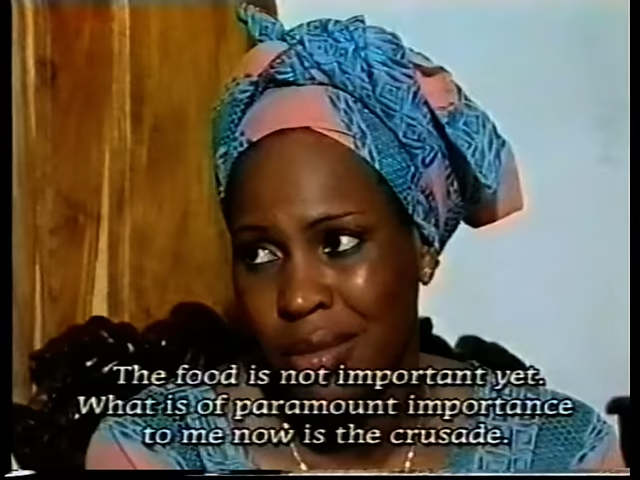 The food is not important yet.
What is of paramount importance
to me now is the crusade.